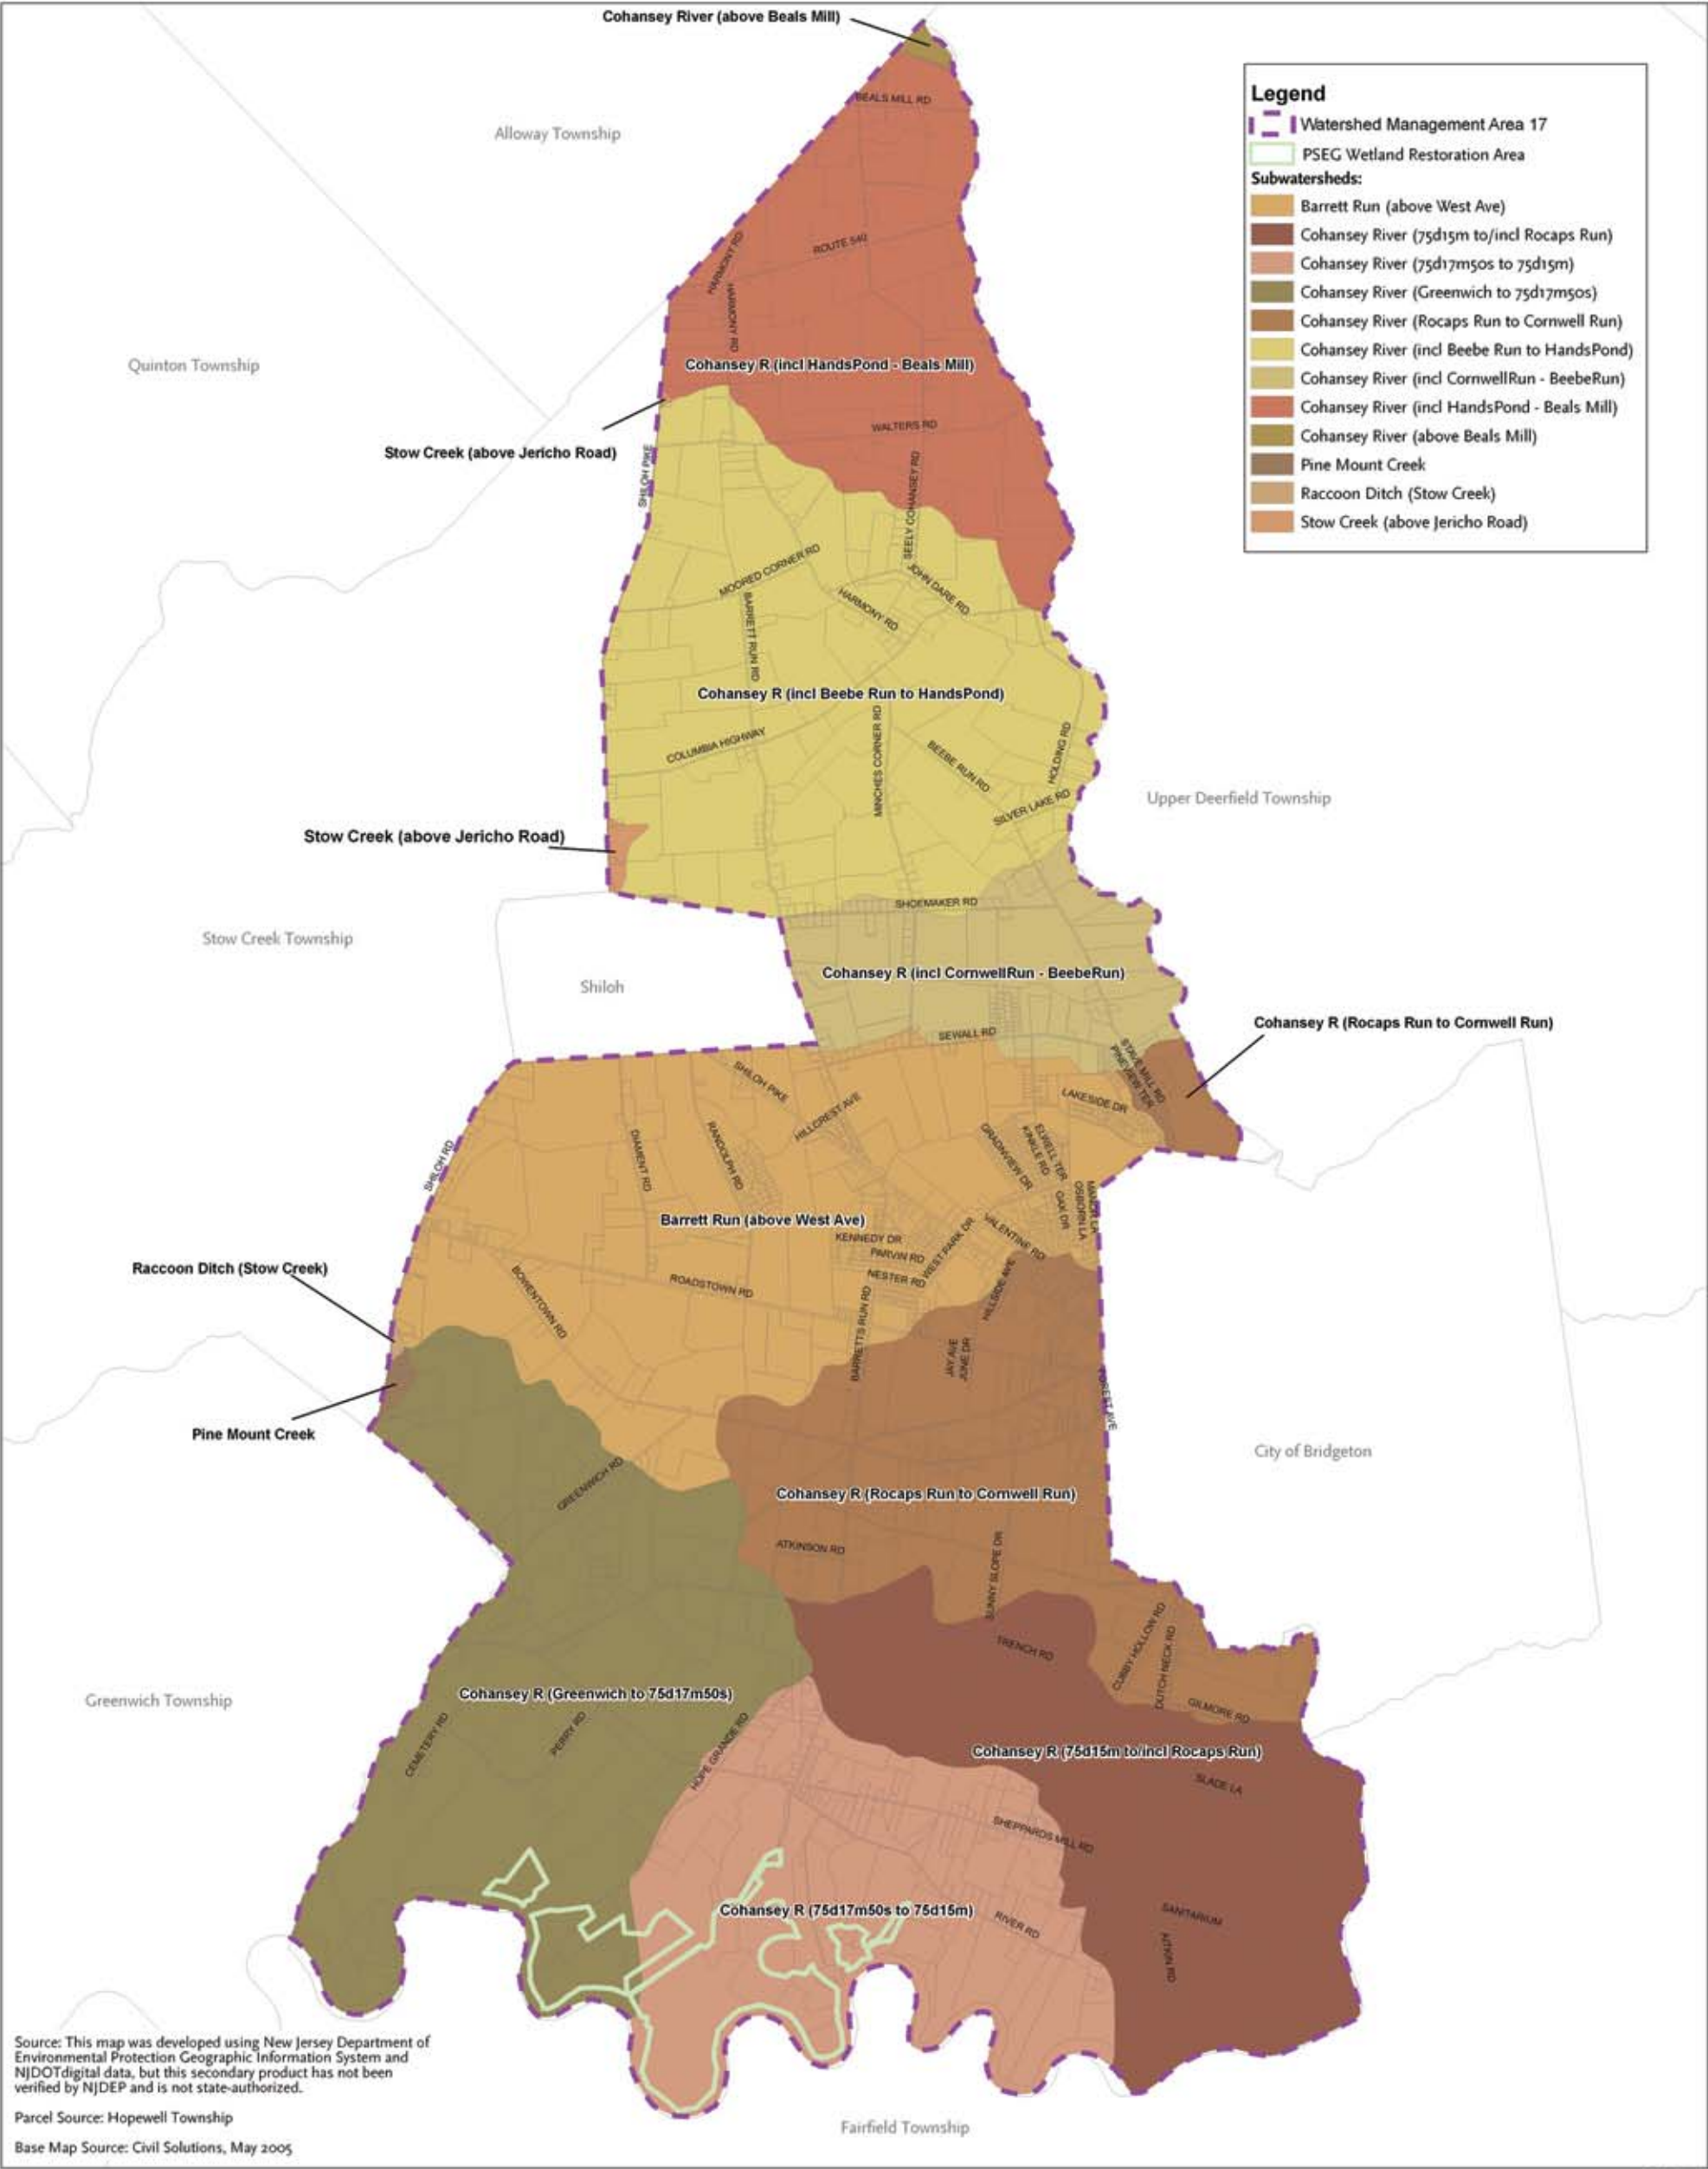 Cohansey River (above Beals Mill)
Legend
Watershed Management Area 17
PSEG Wetland Restoration Area
Subwatersheds:
Barrett Run (above West Ave)
Cohansey River (75d15m to/incl Rocaps Run)
Cohansey River (75d17m50s to 75d15m)
Cohansey River (Greenwich to 75d17m50s)
Cohansey River (Rocaps Run to Cornwell Run)
Cohansey River (incl Beebe Run to HandsPond)
Cohansey River (incl CornwellRun - BeebeRun)
Cohansey River (incl HandsPond - Beals Mill)
Cohansey River (above Beals Mill)
Pine Mount Creek
Raccoon Ditch (Stow Creek)
Stow Creek (above Jericho Road)
BEALS MILL RD
Alloway Township
HARMONY RD
ROUTE 540
HARMONY RD
Quinton Township
Cohansey R (incl HandsPond - Beals Mill)
WALTERS RD
Stow Creek (above Jericho Road)
SHILOH PIKE
SEELY COHANSEY RD
MOORED CORNER RD
JOHN DARE RD
HARMONY RD
BARRETT RUN RD
Cohansey R (incl Beebe Run to HandsPond)
COLUMBIA HIGHWAY
MINCHES CORNER RD
BEEBE RUN RD
HOLDING RD
SILVER LAKE RD
Upper Deerfield Township
Stow Creek (above Jericho Road)
SHOEMAKER RD
Stow Creek Township
Cohansey R (incl CornwellRun - BeebeRun)
Shiloh
Cohansey R (Rocaps Run to Cornwell Run)
SEWALL RD
STAVE MILL RD
PINEVIEW TER
SHILOH PIKE
HILLCREST AVE
LAKESIDE DR
SHILOH RD
DIAMENT RD
RANDOLPH RD
GRADNVIEW DR
KINKLE RD
ELWELL TER
OAK DR
OSBORN LA
MANOR LA
Barrett Run (above West Ave)
KENNEDY DR
PARVIN RD
NESTER RD
WEST PARK DR
VALENTINE RD
Raccoon Ditch (Stow Creek)
BOWENTOWN RD
ROADSTOWN RD
HILLSIDE AVE
BARRETTS RUN RD
JAY AVE
JUNE DR
FOREST AVE
Pine Mount Creek
City of Bridgeton
GREENWICH RD
Cohansey R (Rocaps Run to Cornwell Run)
ATKINSON RD
SUNNY SLOPE DR
TRENCH RD
CUBBY HOLLOW RD
DUTCH NECK RD
GILMORE RD
Greenwich Township
Cohansey R (Greenwich to 75d17m50s)
CEMETERY RD
PERRY RD
HOPE GRANDE RD
Cohansey R (75d15m to/incl Rocaps Run)
SLADE LA
SHEPPARDS MILL RD
Cohansey R (75d17m50s to 75d15m)
RIVER RD
SANITARIUM
AITKIN RD
Source: This map was developed using New Jersey Department of
Environmental Protection Geographic Information System and
NJDOTdigital data, but this secondary product has not been
verified by NJDEP and is not state-authorized.
Parcel Source: Hopewell Township
Base Map Source: Civil Solutions, May 2005
Fairfield Township